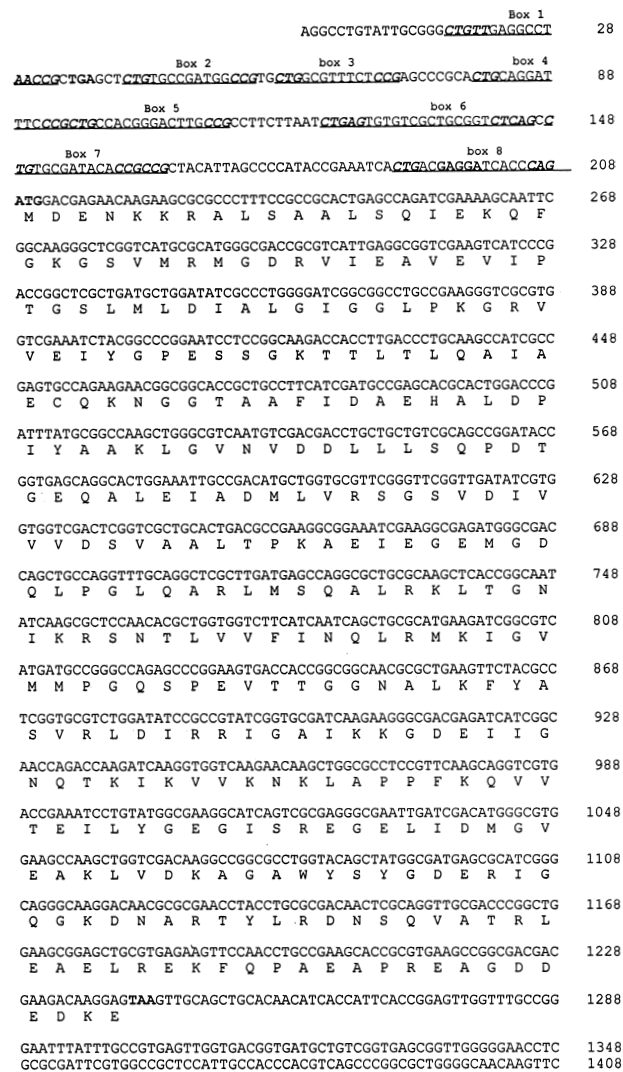 Box 1
AGGCCTGTATTGCGGGCTGTTGAGGCCT 28
Box 2 box 3 box 4
AACCGCTGAGCTCTGTGCCGATGGCCGTGCTGGCGTTTCTCCGAGCCCGCACTGCAGGAT 88
Box 5 box 6
TTCCCGCTGCCACGGGACTTGCCGCCTTCTTAATCTGAGTGTGTCGCTGCGGTCTCAGCC 148
Box 7 box 8
TGTGCGATACACCGCCGCTACATTAGCCCCATACCGAAATCACTGACGAGGATCACCCAG 208
ATGGACGAGAACAAGAAGCGCGCCCTTTCCGCCGCACTGAGCCAGATCGAAAAGCAATTC 268
M D E N K K R A L S A A L S Q I E K Q F
GGCAAGGGCTCGGTCATGCGCATGGGCGACCGCGTCATTGAGGCGGTCGAAGTCATCCCG 328
G K G S V M R M G D R V I E A V E V I P
ACCGGCTCGCTGATGCTGGATATCGCCCTGGGGATCGGCGGCCTGCCGAAGGGTCGCGTG 388
T G S L M L D I A L G I G G L P K G R V
GTCGAAATCTACGGCCCGGAATCCTCCGGCAAGACCACCTTGACCCTGCAAGCCATCGCC 448
V E I Y G P E S S G K T T L T L Q A I A
GAGTGCCAGAAGAACGGCGGCACCGCTGCCTTCATCGATGCCGAGCACGCACTGGACCCG 508
E C Q K N G G T A A F I D A E H A L D P
ATTTATGCGGCCAAGCTGGGCGTCAATGTCGACGACCTGCTGCTGTCGCAGCCGGATACC 568
I Y A A K L G V N V D D L L L S Q P D T
GGTGAGCAGGCACTGGAAATTGCCGACATGCTGGTGCGTTCGGGTTCGGTTGATATCGTG 628
G E Q A L E I A D M L V R S G S V D I V
GTGGTCGACTCGGTCGCTGCACTGACGCCGAAGGCGGAAATCGAAGGCGAGATGGGCGAC 688
V V D S V A A L T P K A E I E G E M G D
CAGCTGCCAGGTTTGCAGGCTCGCTTGATGAGCCAGGCGCTGCGCAAGCTCACCGGCAAT 748
Q L P G L Q A R L M S Q A L R K L T G N
ATCAAGCGCTCCAACACGCTGGTGGTCTTCATCAATCAGCTGCGCATGAAGATCGGCGTC 808
I K R S N T L V V F I N Q L R M K I G V
ATGATGCCGGGCCAGAGCCCGGAAGTGACCACCGGCGGCAACGCGCTGAAGTTCTACGCC 868
M M P G Q S P E V T T G G N A L K F Y A
TCGGTGCGTCTGGATATCCGCCGTATCGGTGCGATCAAGAAGGGCGACGAGATCATCGGC 928
S V R L D I R R I G A I K K G D E I I G
AACCAGACCAAGATCAAGGTGGTCAAGAACAAGCTGGCGCCTCCGTTCAAGCAGGTCGTG 988
N Q T K I K V V K N K L A P P F K Q V V
ACCGAAATCCTGTATGGCGAAGGCATCAGTCGCGAGGGCGAATTGATCGACATGGGCGTG 1048
T E I L Y G E G I S R E G E L I D M G V
GAAGCCAAGCTGGTCGACAAGGCCGGCGCCTGGTACAGCTATGGCGATGAGCGCATCGGG 1108
E A K L V D K A G A W Y S Y G D E R I G
CAGGGCAAGGACAACGCGCGAACCTACCTGCGCGACAACTCGCAGGTTGCGACCCGGCTG 1168
Q G K D N A R T Y L R D N S Q V A T R L
GAAGCGGAGCTGCGTGAGAAGTTCCAACCTGCCGAAGCACCGCGTGAAGCCGGCGACGAC 1228
E A E L R E K F Q P A E A P R E A G D D
GAAGACAAGGAGTAAGTTGCAGCTGCACAACATCACCATTCACCGGAGTTGGTTTGCCGG 1288
E D K E
GAATTTATTTGCCGTGAGTTGGTGACGGTGATGCTGTCGGTGAGCGGTTGGGGGAACCTC 1348
GCGCGATTCGTGGCCGCTCCATTGCCACCCACGTCAGCCCGGCGCTGGGGCAACAAGTTC 1408